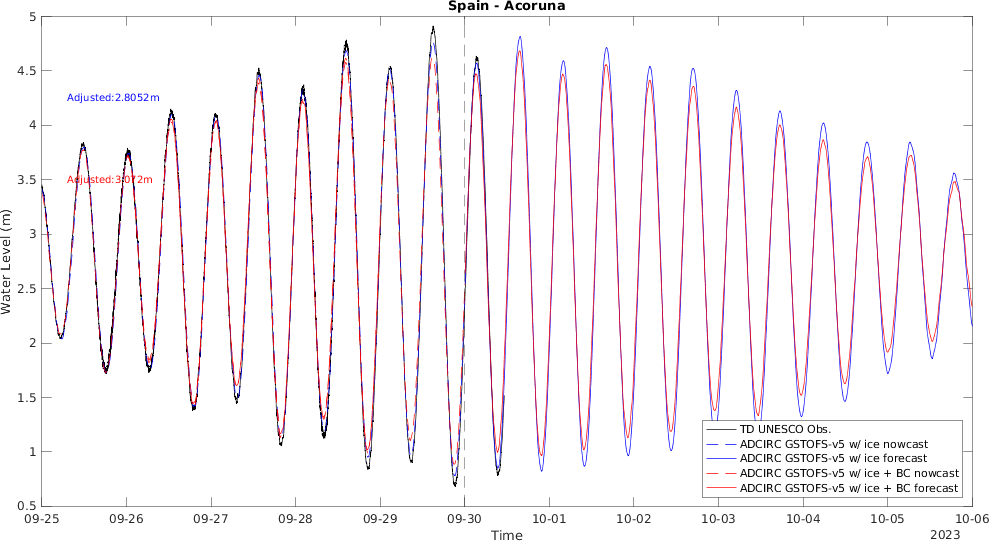 Spain - Acoruna
Water Level (m)
5
4.5
4
3.5
3
2.5
2
1.5
1
0.5
Adjusted:2.8052m
Adjusted:3.072m
TD UNESCO Obs.
ADCIRC GSTOFS-v5 w/ ice nowcast
ADCIRC GSTOFS-v5 w/ ice forecast
ADCIRC GSTOFS-v5 w/ ice + BC nowcast
ADCIRC GSTOFS-v5 w/ ice + BC forecast
09-25 09-26 09-27 09-28 09-29 09-30 10-01 10-02 10-03 10-04 10-05 10-06
Time
2023